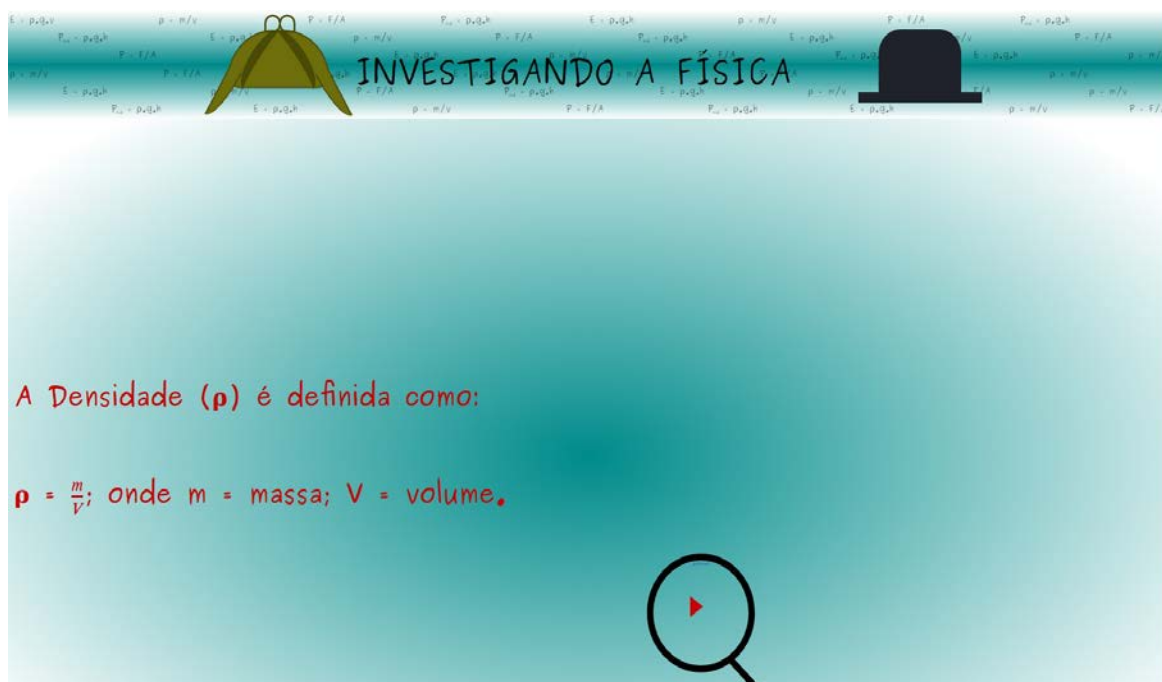 INVESTIGANDO A FÍSICA
A Densidade (ρ) é definida como:
ρ = m/V; onde m = massa; V = volume.